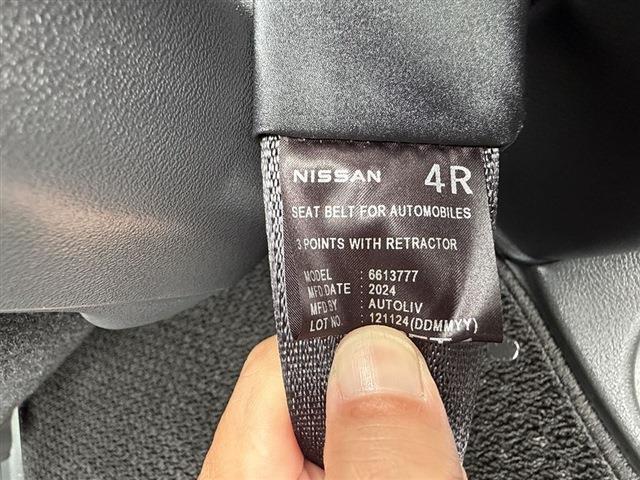 NISSAN 4R
SEAT BELT FOR AUTOMOBILES
3 POINTS WITH RETRACTOR
MODEL : 6613777
MFD DATE : 2024
MFD BY : AUTOLIV
LOT NO : 121124(DDMMYY)